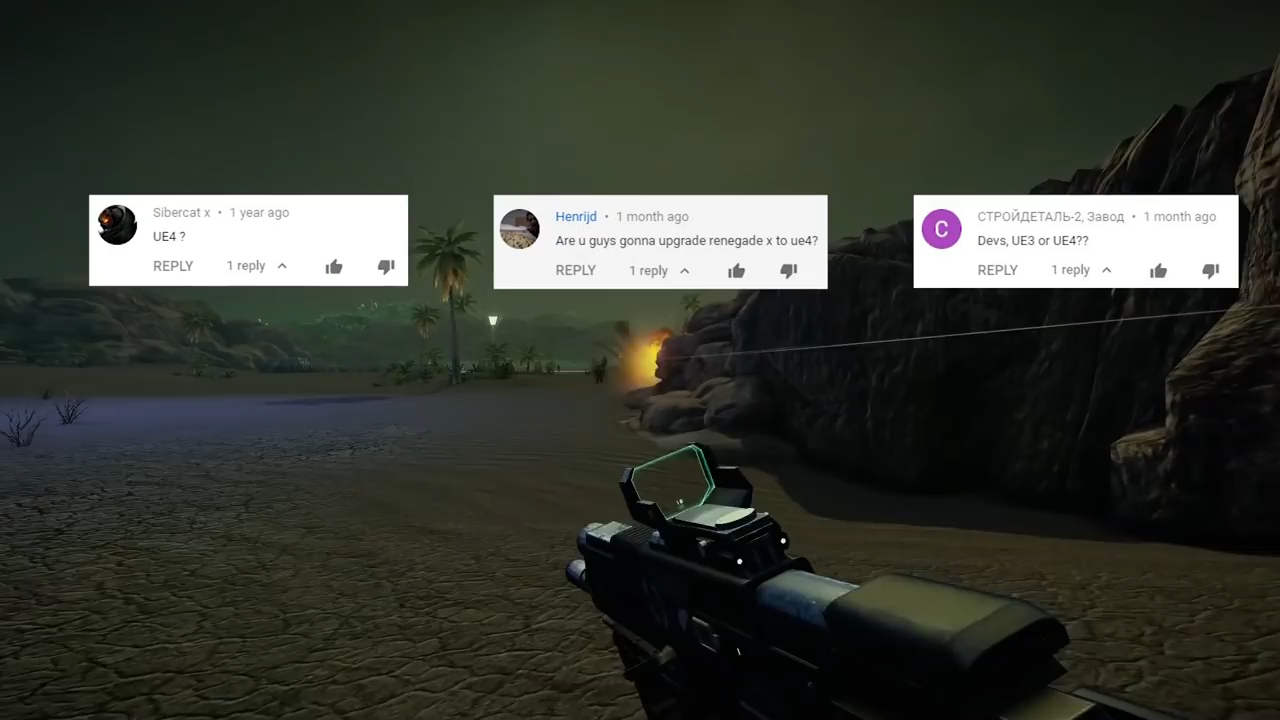 Sibercat x • 1 year ago
UE4 ?
REPLY 1 reply
Henrijd • 1 month ago
Are u guys gonna upgrade renegade x to ue4?
REPLY 1 reply
С
СТРОЙДЕТАЛЬ-2, Завод • 1 month ago
Devs, UE3 or UE4??
REPLY 1 reply